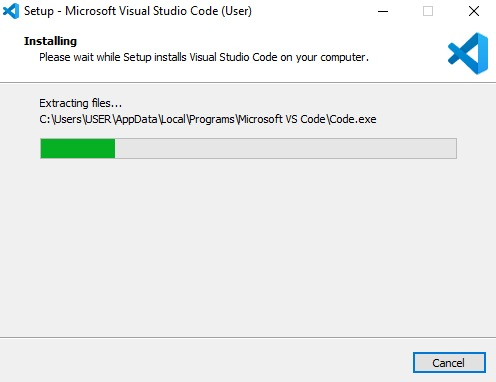 Setup - Microsoft Visual Studio Code (User)
Installing
Please wait while Setup installs Visual Studio Code on your computer.
Extracting files...
C:\Users\USER\AppData\Local\Programs\Microsoft VS Code\Code.exe
Cancel